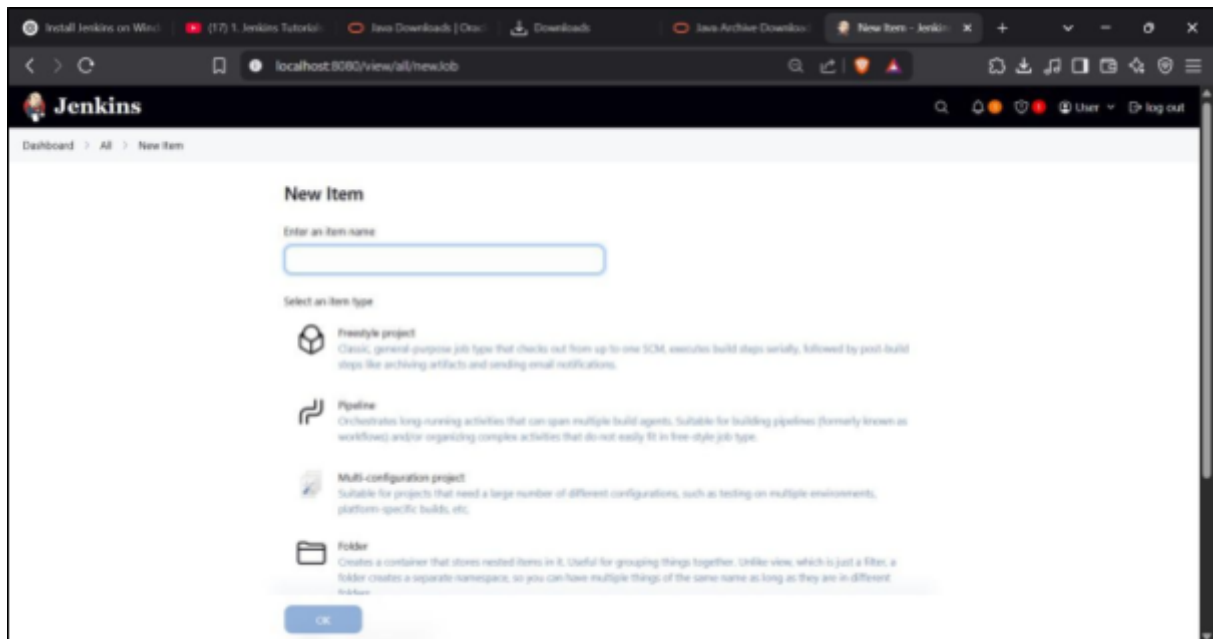 Install Jenkins on Wind
(17) 1. Jenkins Tutorial
Java Downloads | Orac
Downloads
Java Archive Downloa
New Item - Jenkin
localhost:8080/view/all/newJob
Jenkins
User
log out
Dashboard > All > New Item
New Item
Enter an item name
Select an item type
Freestyle project
Classic, general-purpose job type that checks out from up to one SCM, executes build steps serially, followed by post-build
steps like archiving artifacts and sending email notifications.
Pipeline
Orchestrates long-running activities that can span multiple build agents. Suitable for building pipelines (formerly known as
workflows) and/or organizing complex activities that do not easily fit in free-style job type.
Multi-configuration project
Suitable for projects that need a large number of different configurations, such as testing on multiple environments,
platform-specific builds, etc.
Folder
Creates a container that stores nested items in it. Useful for grouping things together. Unlike view, which is just a filter, a
folder creates a separate namespace, so you can have multiple things of the same name as long as they are in different
folders.
OK